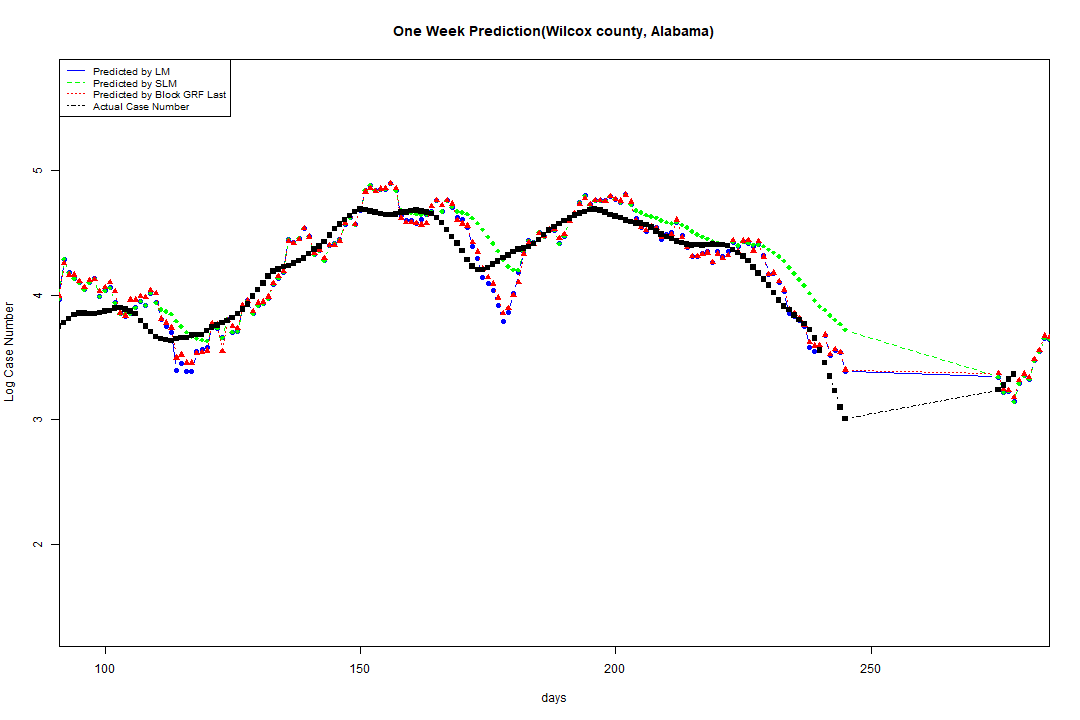 One Week Prediction(Wilcox county, Alabama)
Predicted by LM
Predicted by SLM
Predicted by Block GRF Last
Actual Case Number
5
4
3
2
Log Case Number
100 150 200 250
days